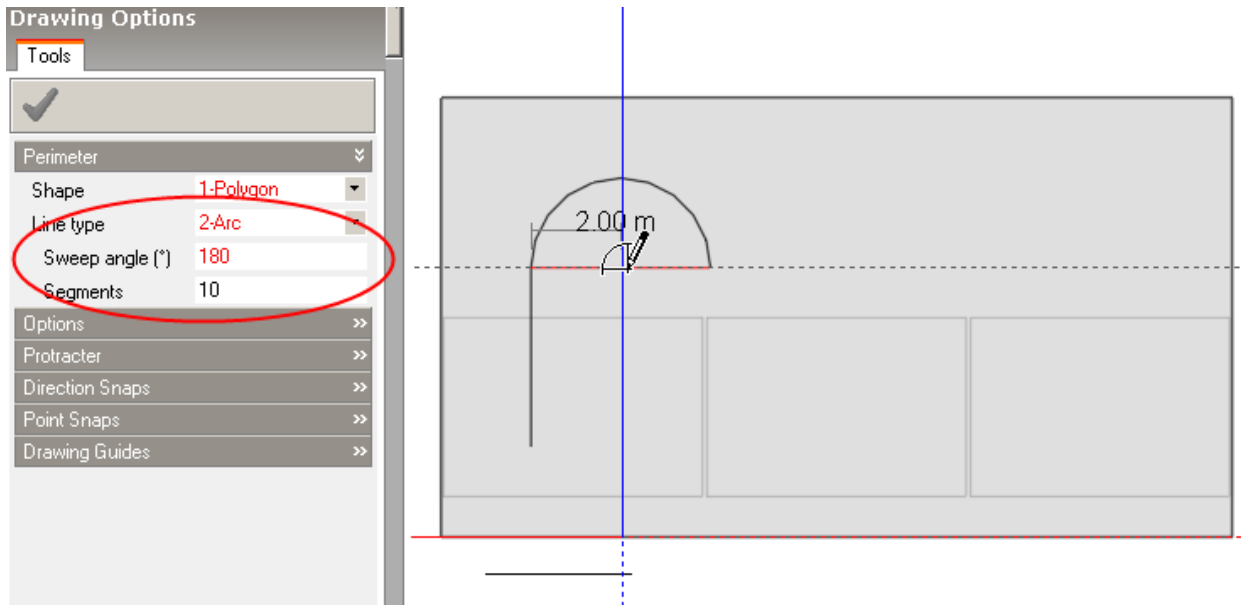 Drawing Options
Tools
Perimeter
Shape 1-Polygon
Line type 2-Arc
Sweep angle (°) 180
Segments 10
Options
Protracter
Direction Snaps
Point Snaps
Drawing Guides
2.00 m